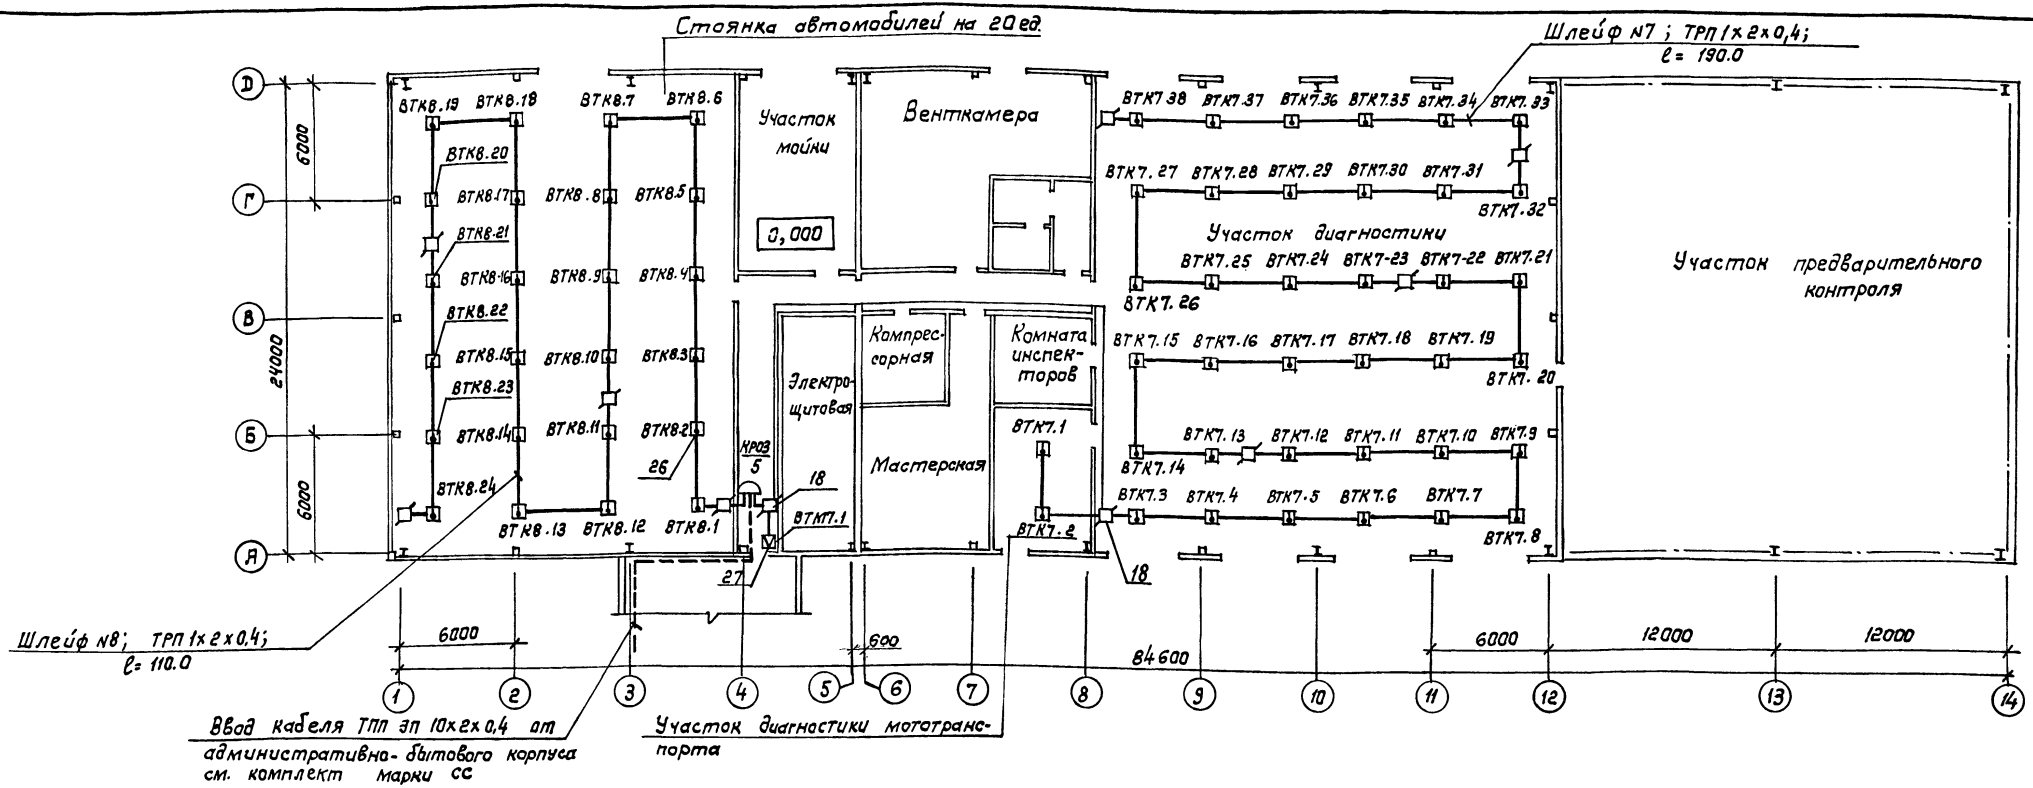 Стоянка автомобилей на 20 ед.
Шлейф №7; ТРП 1х2х0,4;
ℓ= 190.0
Д
Г
В
Б
А
6000
24000
6000
ВТК8.19
ВТК8.18
ВТК8.7
ВТК8.6
ВТК8.20
ВТК8.17
ВТК8.8
ВТК8.5
ВТК8.21
ВТК8.16
ВТК8.9
ВТК8.4
ВТК8.22
ВТК8.15
ВТК8.10
ВТК8.3
ВТК8.23
ВТК8.14
ВТК8.11
ВТК8.2
26
ВТК8.24
ВТК8.13
ВТК8.12
ВТК8.1
КРОЗ
5
18
ВТМ7.1
27
Участок
мойки
0,000
Венткамера
Электро-
щитовая
Компрес-
сорная
Комната
инспек-
торов
Мастерская
ВТК7.1
ВТК7.2
18
ВТК7.38
ВТК7.37
ВТК7.36
ВТК7.35
ВТК7.34
ВТК7.33
ВТК7.27
ВТК7.28
ВТК7.29
ВТК7.30
ВТК7.31
ВТК7.32
Участок диагностики
ВТК7.25
ВТК7.24
ВТК7-23
ВТК7-22
ВТК7.21
ВТК7.26
ВТК7.15
ВТК7.16
ВТК7.17
ВТК7.18
ВТК7.19
ВТК7.20
ВТК7.13
ВТК7.12
ВТК7.11
ВТК7.10
ВТК7.9
ВТК7.14
ВТК7.3
ВТК7.4
ВТК7.5
ВТК7.6
ВТК7.7
ВТК7.8
Участок предварительного
контроля
Шлейф №8; ТРП 1х2х0,4;
ℓ= 110.0
6000
600
84600
6000
12000
12000
1
2
3
4
5
6
7
8
9
10
11
12
13
14
Ввод кабеля ТПП эп 10х2х0,4 от
административно-бытового корпуса
см. комплект марки СС
Участок диагностики мототранс-
порта